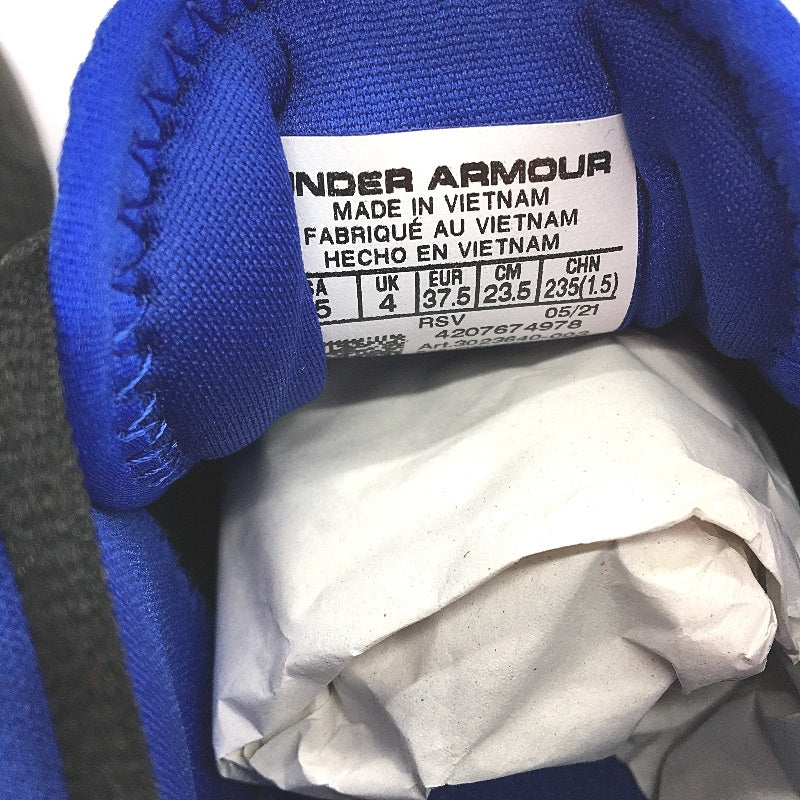 UNDER ARMOUR
MADE IN VIETNAM
FABRIQUÉ AU VIETNAM
HECHO EN VIETNAM
UK EUR CM CHN
5 4 37.5 23.5 235(1.5)
RSV 05/21
4207674978